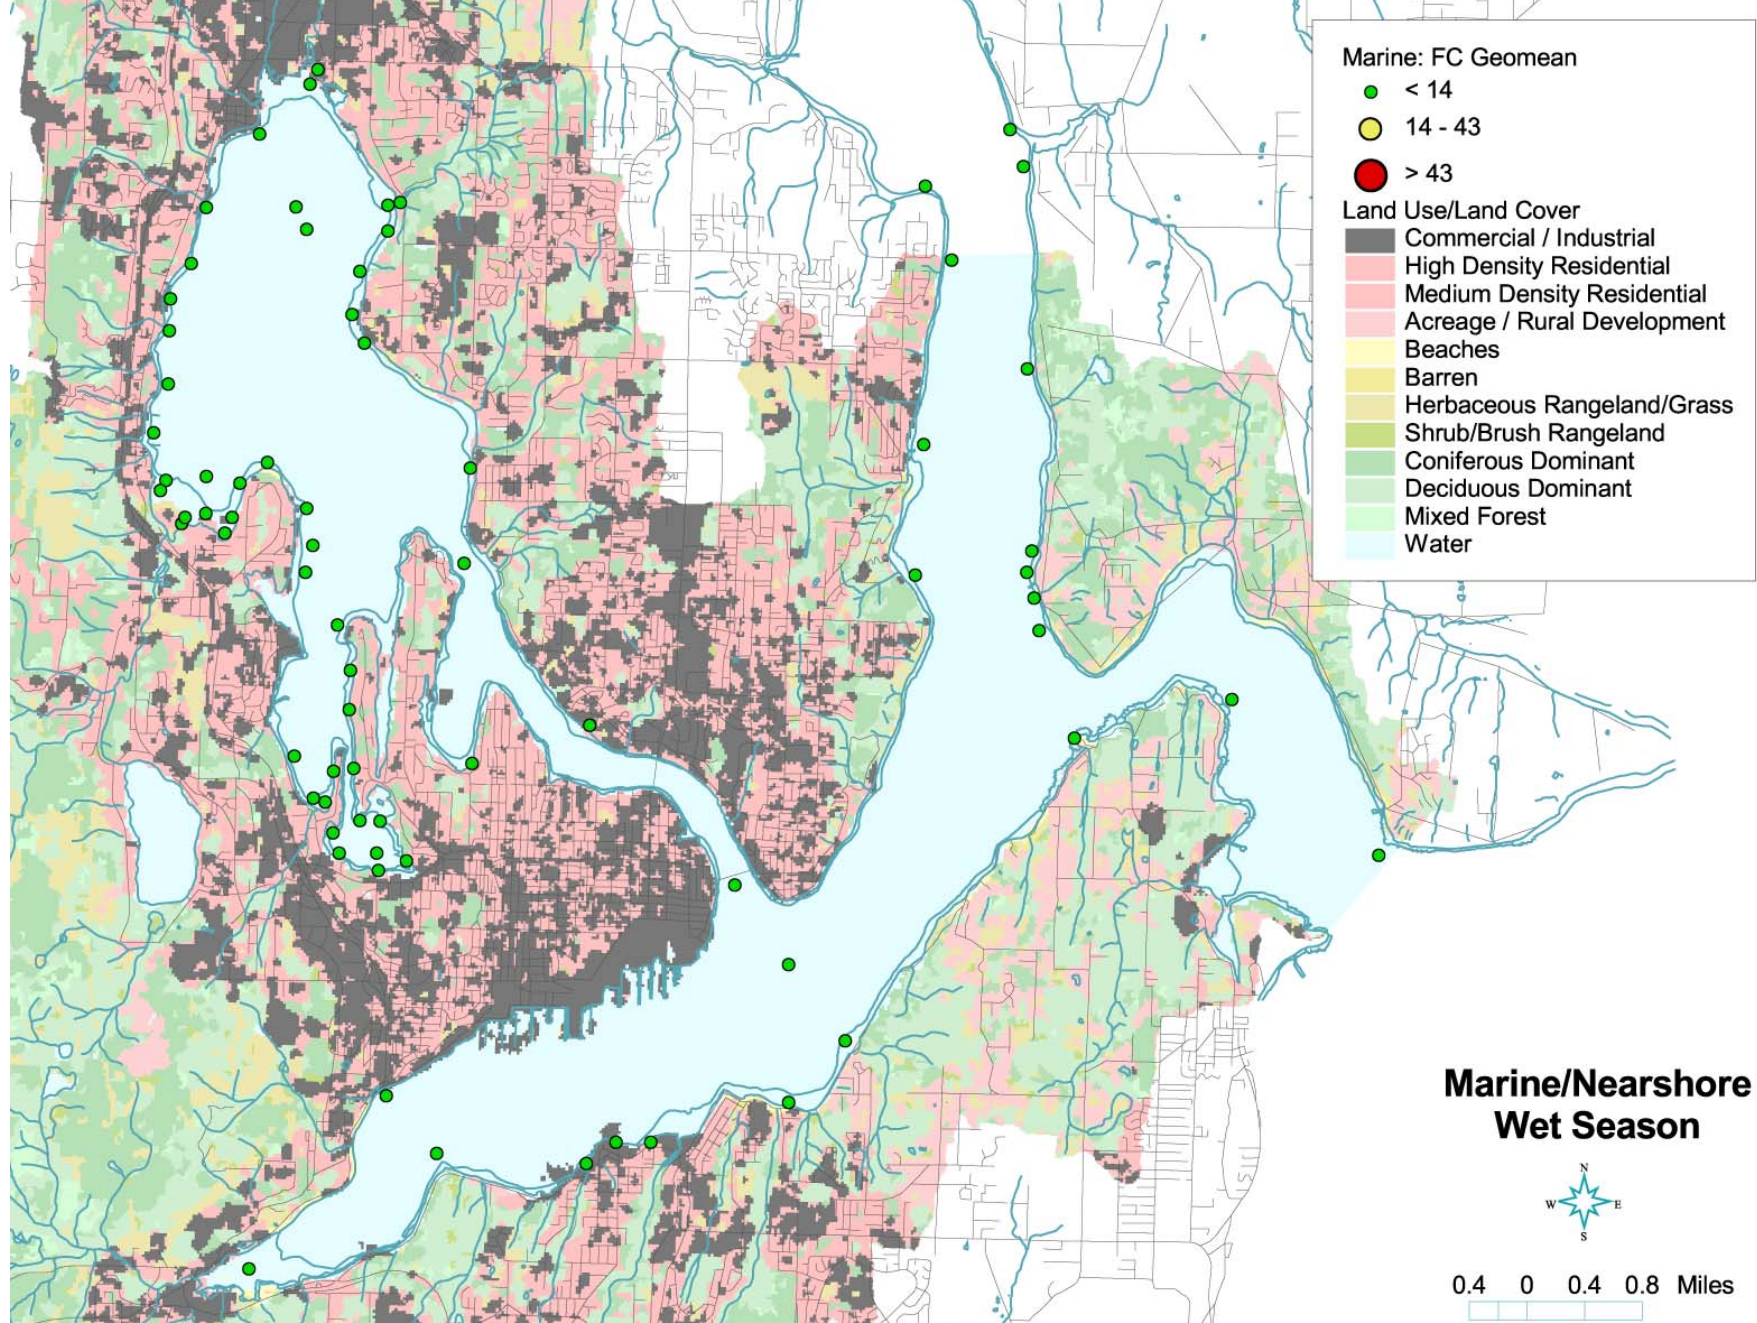 Marine: FC Geomean
< 14
14 - 43
> 43
Land Use/Land Cover
Commercial / Industrial
High Density Residential
Medium Density Residential
Acreage / Rural Development
Beaches
Barren
Herbaceous Rangeland/Grass
Shrub/Brush Rangeland
Coniferous Dominant
Deciduous Dominant
Mixed Forest
Water
Marine/Nearshore
Wet Season
N
W E
S
0.4 0 0.4 0.8 Miles